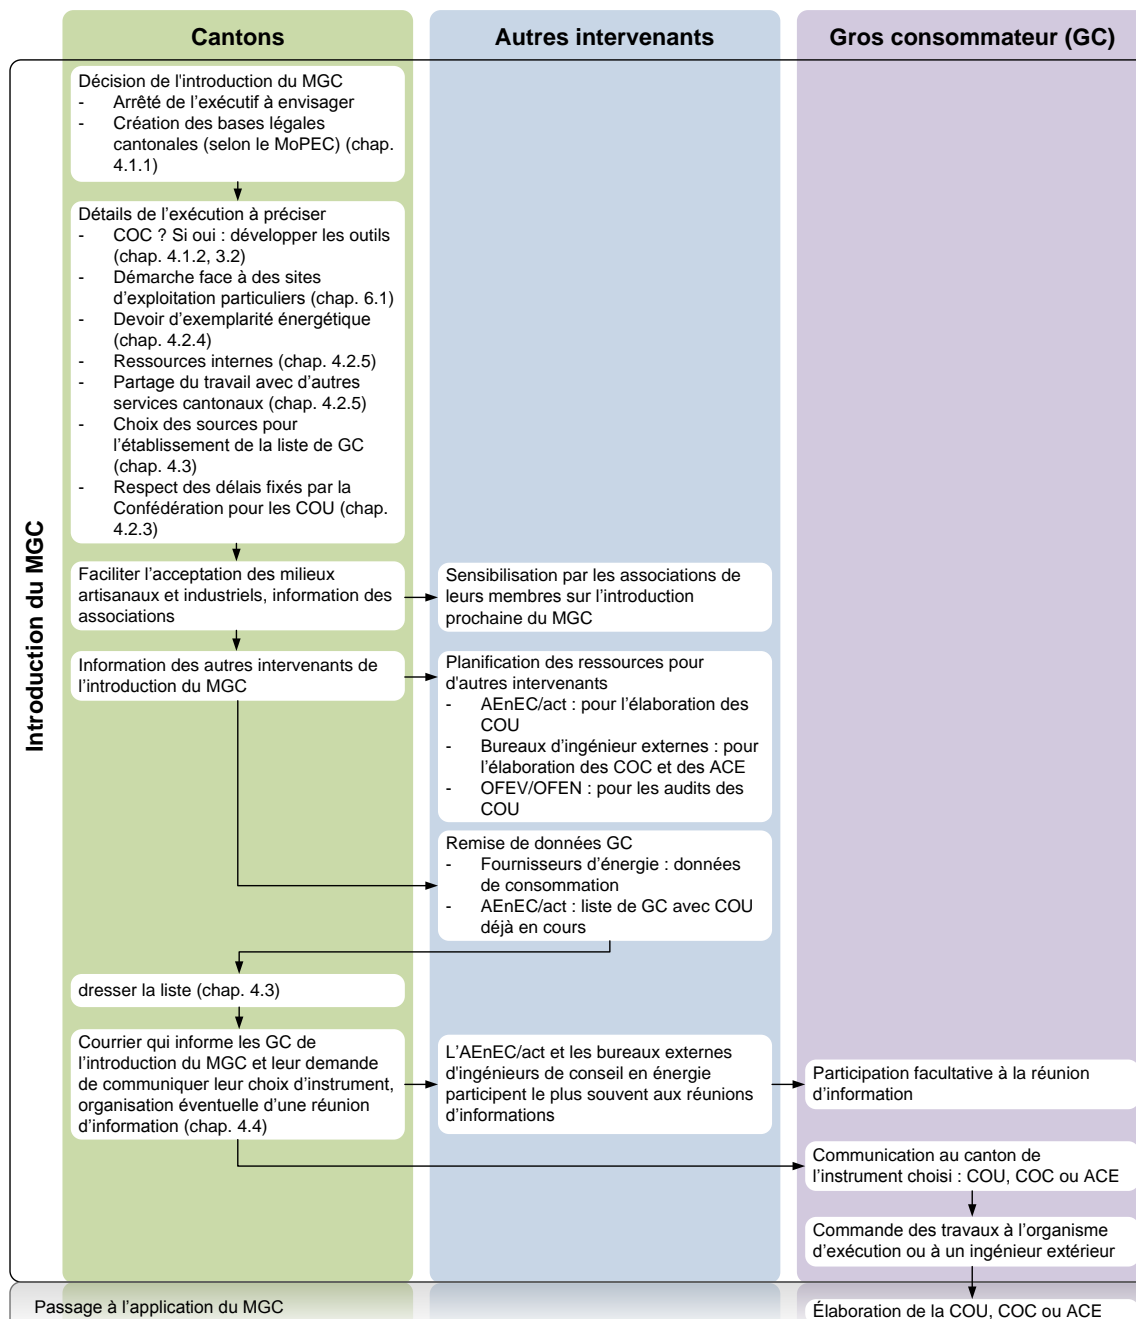 Cantons
Autres intervenants
Gros consommateur (GC)
Introduction du MGC
Décision de l'introduction du MGC
- Arrêté de l'exécutif à envisager
- Création des bases légales
cantonales (selon le MoPEC) (chap.
4.1.1)
Détails de l'exécution à préciser
- COC ? Si oui : développer les outils
(chap. 4.1.2, 3.2)
- Démarche face à des sites
d'exploitation particuliers (chap. 6.1)
- Devoir d'exemplarité énergétique
(chap. 4.2.4)
- Ressources internes (chap. 4.2.5)
- Partage du travail avec d'autres
services cantonaux (chap. 4.2.5)
- Choix des sources pour
l'établissement de la liste de GC
(chap. 4.3)
- Respect des délais fixés par la
Confédération pour les COU (chap.
4.2.3)
Faciliter l'acceptation des milieux
artisanaux et industriels, information des
associations
Sensibilisation par les associations de
leurs membres sur l'introduction
prochaine du MGC
Information des autres intervenants de
l'introduction du MGC
Planification des ressources pour
d'autres intervenants
- AEnEC/act : pour l'élaboration des
COU
- Bureaux d'ingénieur externes : pour
l'élaboration des COC et des ACE
- OFEV/OFEN : pour les audits des
COU
Remise de données GC
- Fournisseurs d'énergie : données
de consommation
- AEnEC/act : liste de GC avec COU
déjà en cours
dresser la liste (chap. 4.3)
Courrier qui informe les GC de
l'introduction du MGC et leur demande
de communiquer leur choix d'instrument,
organisation éventuelle d'une réunion
d'information (chap. 4.4)
L'AEnEC/act et les bureaux externes
d'ingénieurs de conseil en énergie
participent le plus souvent aux réunions
d'informations
Participation facultative à la réunion
d'information
Communication au canton de
l'instrument choisi : COU, COC ou ACE
Commande des travaux à l'organisme
d'exécution ou à un ingénieur extérieur
Passage à l'application du MGC
Élaboration de la COU, COC ou ACE